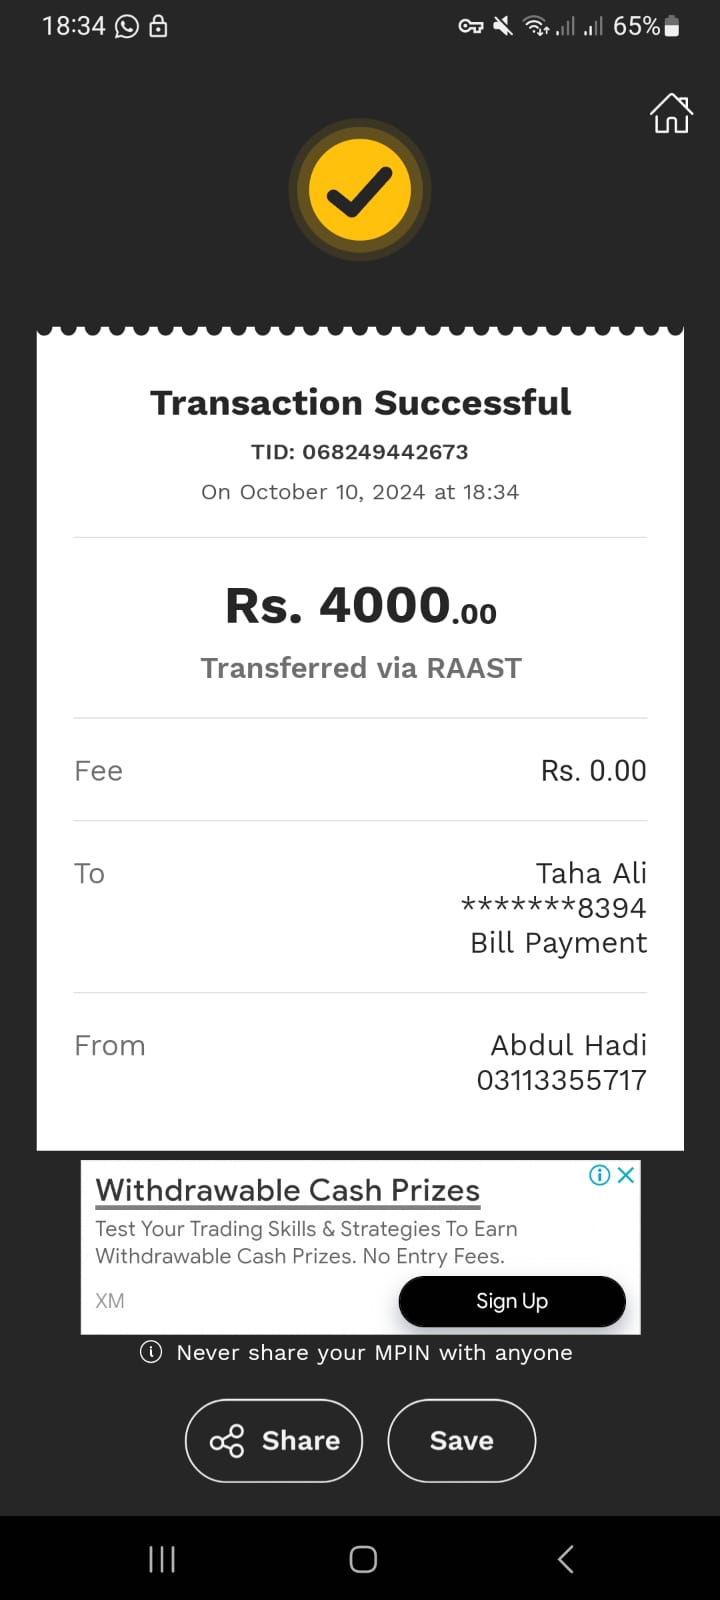 18:34
65%
Transaction Successful
TID: 068249442673
On October 10, 2024 at 18:34
Rs. 4000.00
Transferred via RAAST
Fee Rs. 0.00
To Taha Ali
*******8394
Bill Payment
From Abdul Hadi
03113355717
Withdrawable Cash Prizes
Test Your Trading Skills & Strategies To Earn
Withdrawable Cash Prizes. No Entry Fees.
XM Sign Up
Never share your MPIN with anyone
Share Save